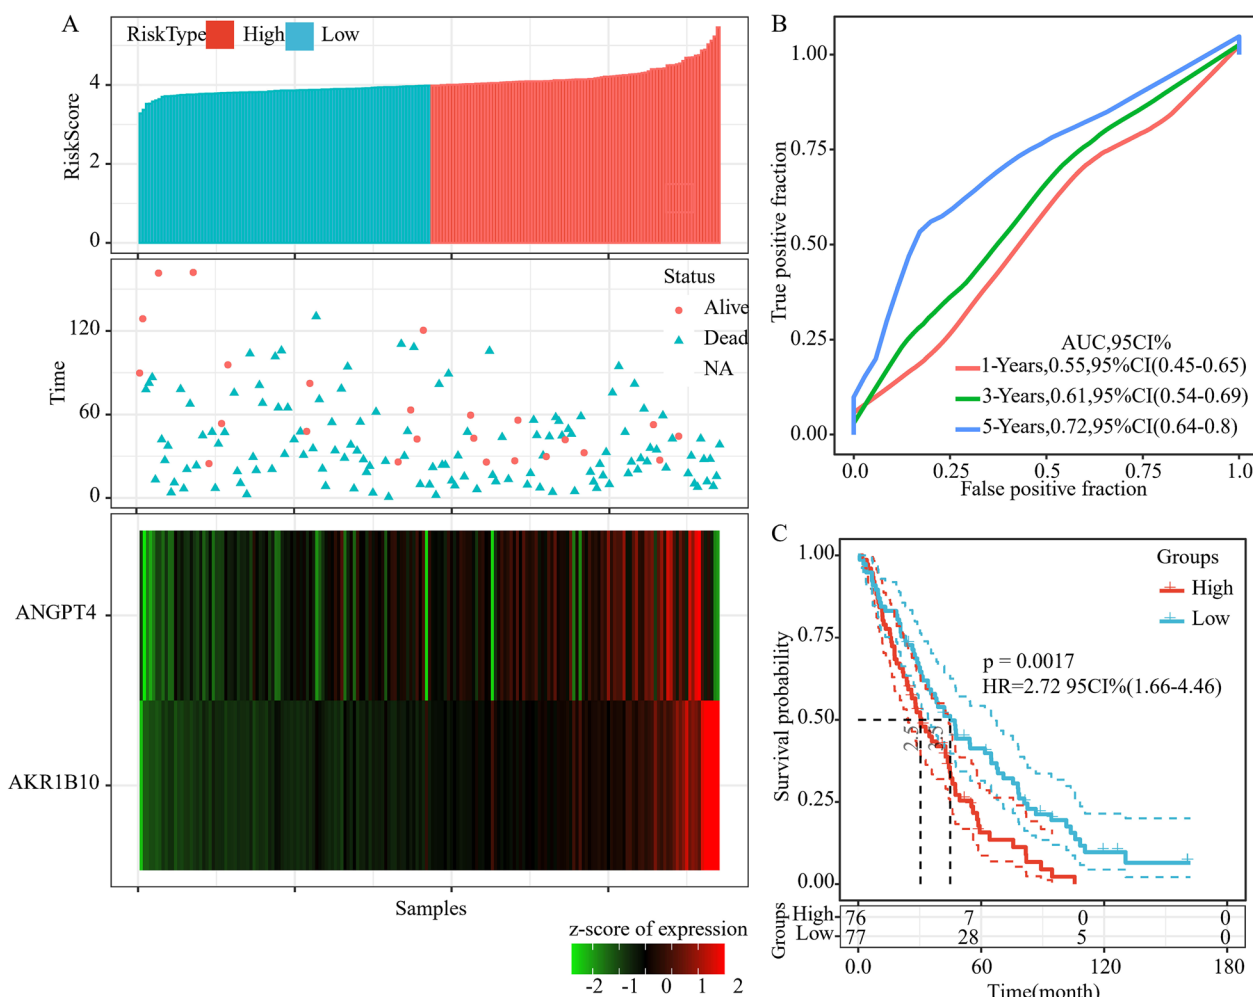 A
RiskType High Low
RiskScore
4
2
0
Status
Alive
Dead
NA
Time
120
60
0
ANGPT4
AKR1B10
Samples
z-score of expression
-2 -1 0 1 2
B
True positive fraction
1.00
0.75
0.50
0.25
0.00
AUC,95CI%
1-Years,0.55,95%CI(0.45-0.65)
3-Years,0.61,95%CI(0.54-0.69)
5-Years,0.72,95%CI(0.64-0.8)
0.0 0.25 0.5 0.75 1.0
False positive fraction
C
Survival probability
1.00
0.75
0.50
0.25
0.00
Groups
High
Low
p = 0.0017
HR=2.72 95CI%(1.66-4.46)
Groups
High 76 7 0 0
Low 77 28 5 0
0.0 60 120 180
Time(month)